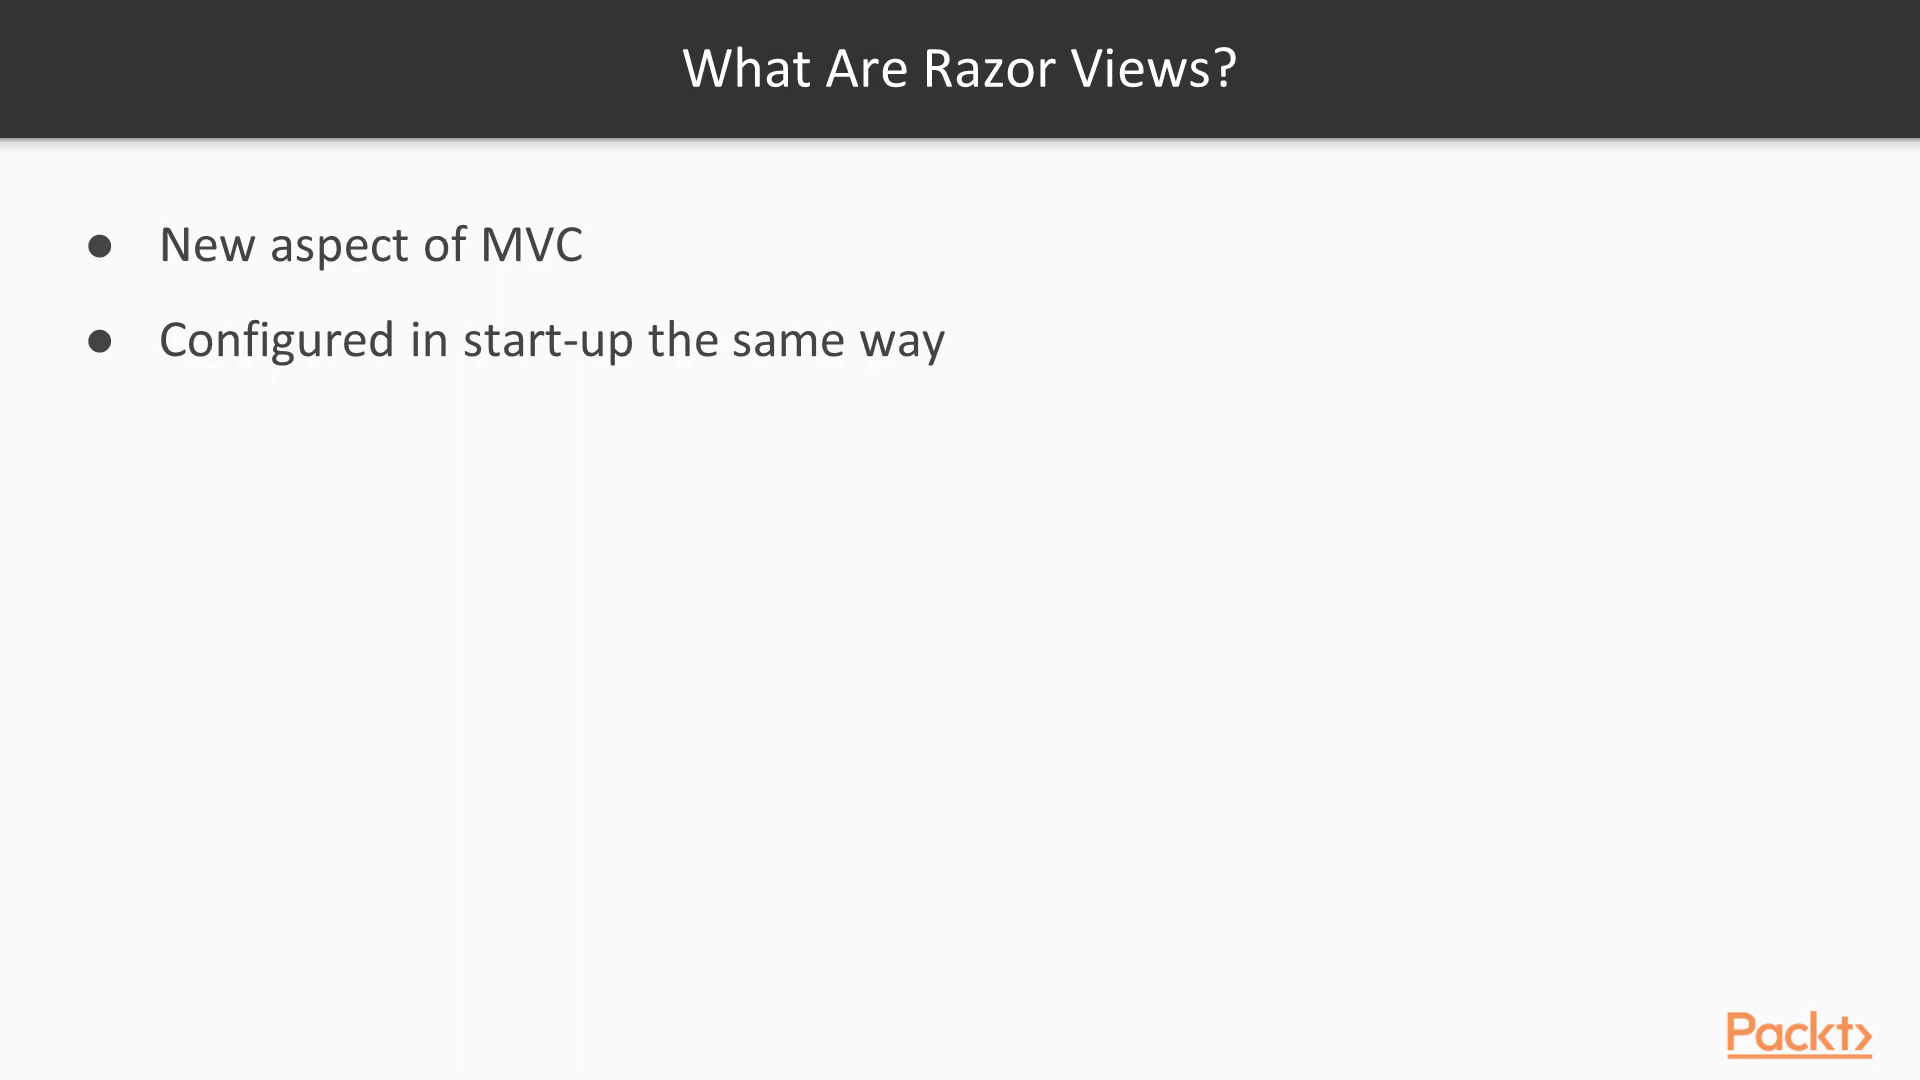 What Are Razor Views?
● New aspect of MVC
● Configured in start-up the same way
Packt>